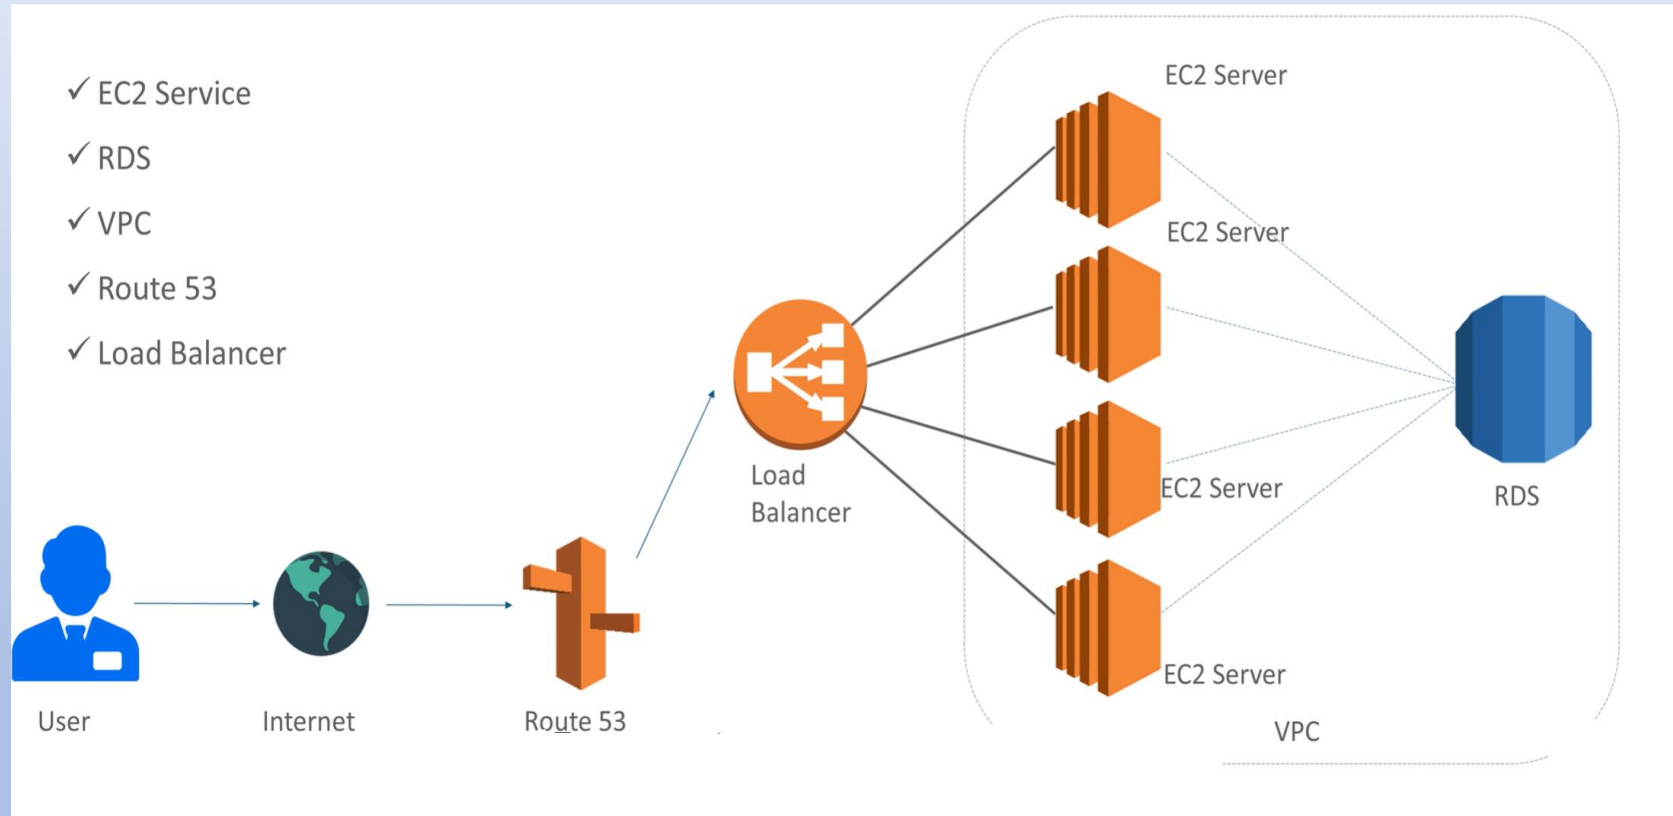 ✓ EC2 Service
✓ RDS
✓ VPC
✓ Route 53
✓ Load Balancer
EC2 Server
EC2 Server
EC2 Server
EC2 Server
Load
Balancer
RDS
User
Internet
Route 53
VPC